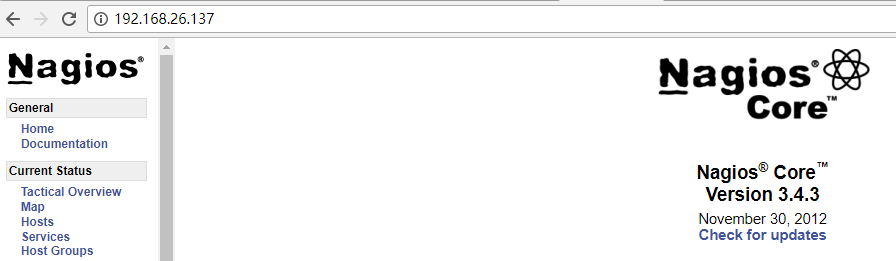 192.168.26.137
Nagios®
General
Home
Documentation
Current Status
Tactical Overview
Map
Hosts
Services
Host Groups
Nagios®
Core™
Nagios® Core™
Version 3.4.3
November 30, 2012
Check for updates